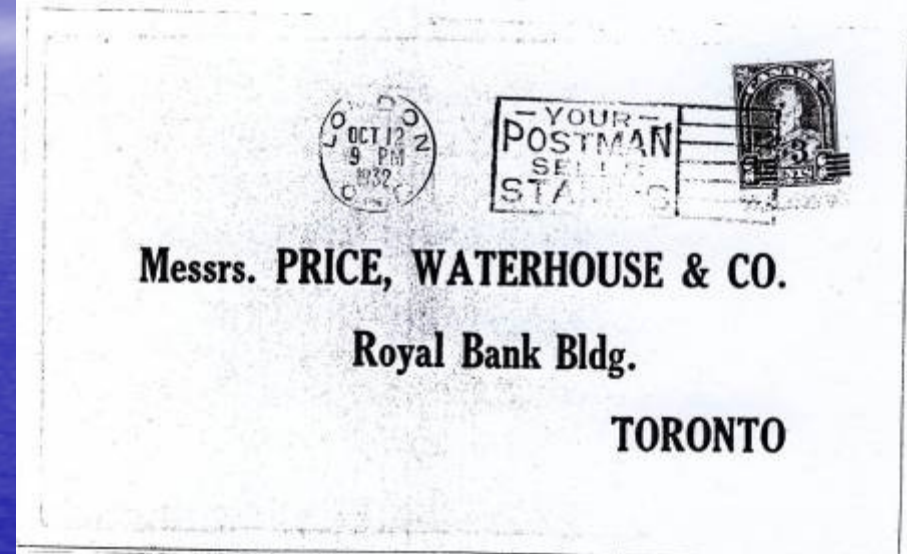 LONDON
OCT 12
9 PM
1932
CANADA
3
- YOUR -
POSTMAN
Messrs. PRICE, WATERHOUSE & CO.
Royal Bank Bldg.
TORONTO